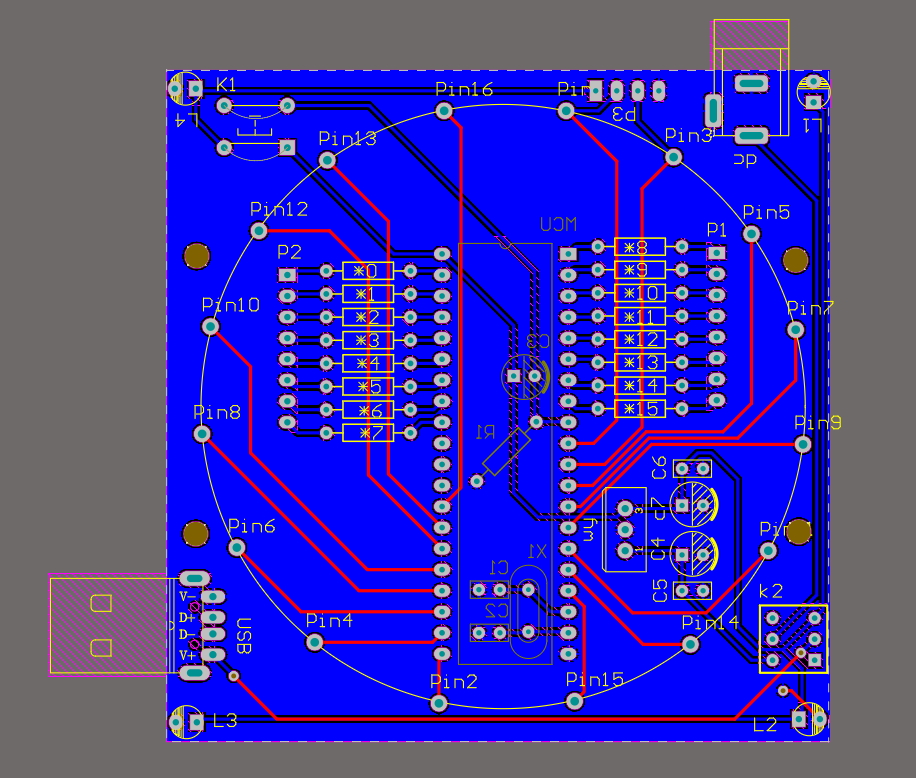 K1
Pin16
Pin
P3
L4
L1
Pin13
Pin3
dc
Pin12
Pin5
MCU
P1
P2
*0
*8
*9
*1
*10
Pin10
Pin7
*2
*11
*3
*12
*4
*13
*5
*14
*6
*15
*7
Pin8
Pin9
R1
C6
C7
3
wy
1
Pin6
Pin
X1
C4
C1
C5
k2
V-
D+
D-
V+
USB
C2
Pin4
Pin14
Pin2
Pin15
L3
L2